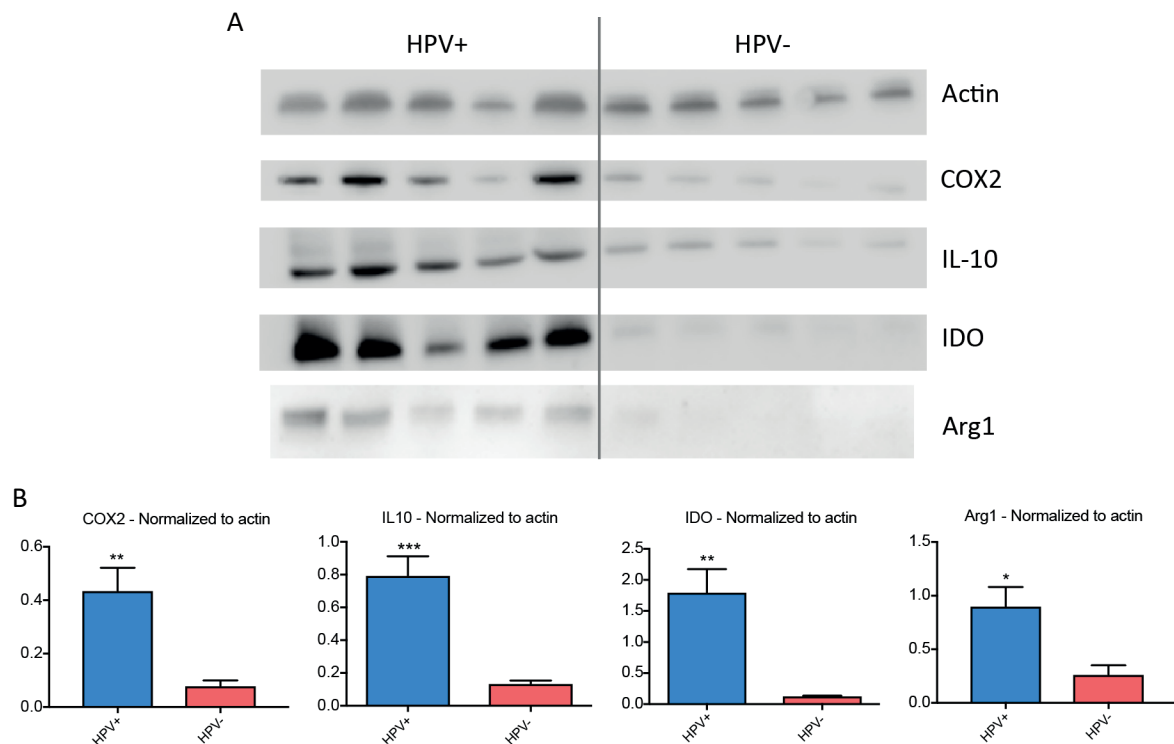 A
HPV+ HPV-
Actin
COX2
IL-10
IDO
Arg1
B
COX2 - Normalized to actin
0.6
0.4
0.2
0.0
**
HPV+ HPV-
IL10 - Normalized to actin
1.0
0.8
0.6
0.4
0.2
0.0
***
HPV+ HPV-
IDO - Normalized to actin
2.5
2.0
1.5
1.0
0.5
0.0
**
HPV+ HPV-
Arg1 - Normalized to actin
1.5
1.0
0.5
0.0
*
HPV+ HPV-